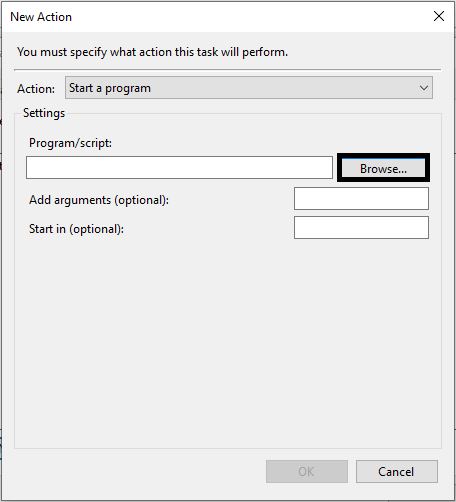 New Action
You must specify what action this task will perform.
Action: Start a program
Settings
Program/script:
Browse...
Add arguments (optional):
Start in (optional):
OK Cancel